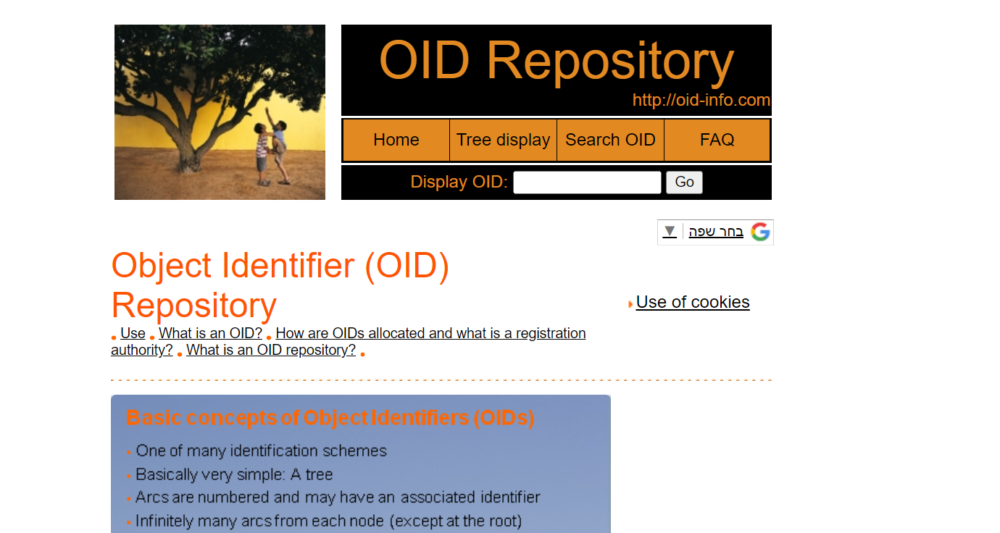 OID Repository
http://oid-info.com
Home Tree display Search OID FAQ
Display OID: Go
בחר שפה ▼
Object Identifier (OID)
Repository
Use of cookies
• Use • What is an OID? • How are OIDs allocated and what is a registration
authority? • What is an OID repository? •
Basic concepts of Object Identifiers (OIDs)
• One of many identification schemes
• Basically very simple: A tree
• Arcs are numbered and may have an associated identifier
• Infinitely many arcs from each node (except at the root)